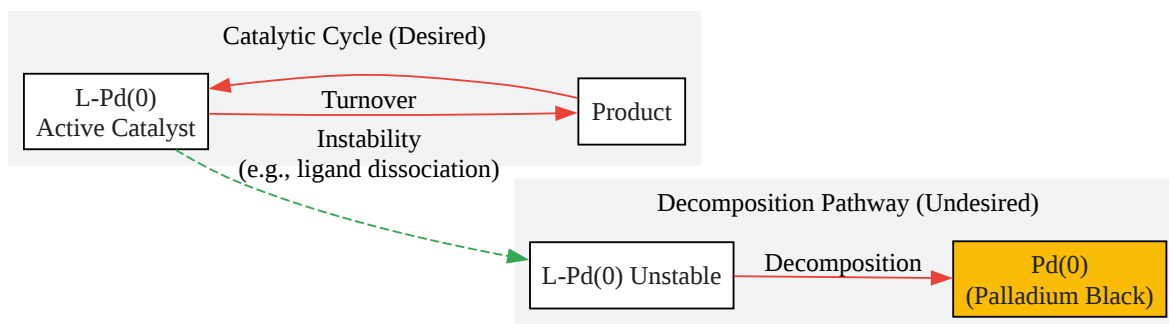 Catalytic Cycle (Desired)
L-Pd(0)
Active Catalyst
Turnover
Product
Instability
(e.g., ligand dissociation)
Decomposition Pathway (Undesired)
L-Pd(0) Unstable
Decomposition
Pd(0)
(Palladium Black)